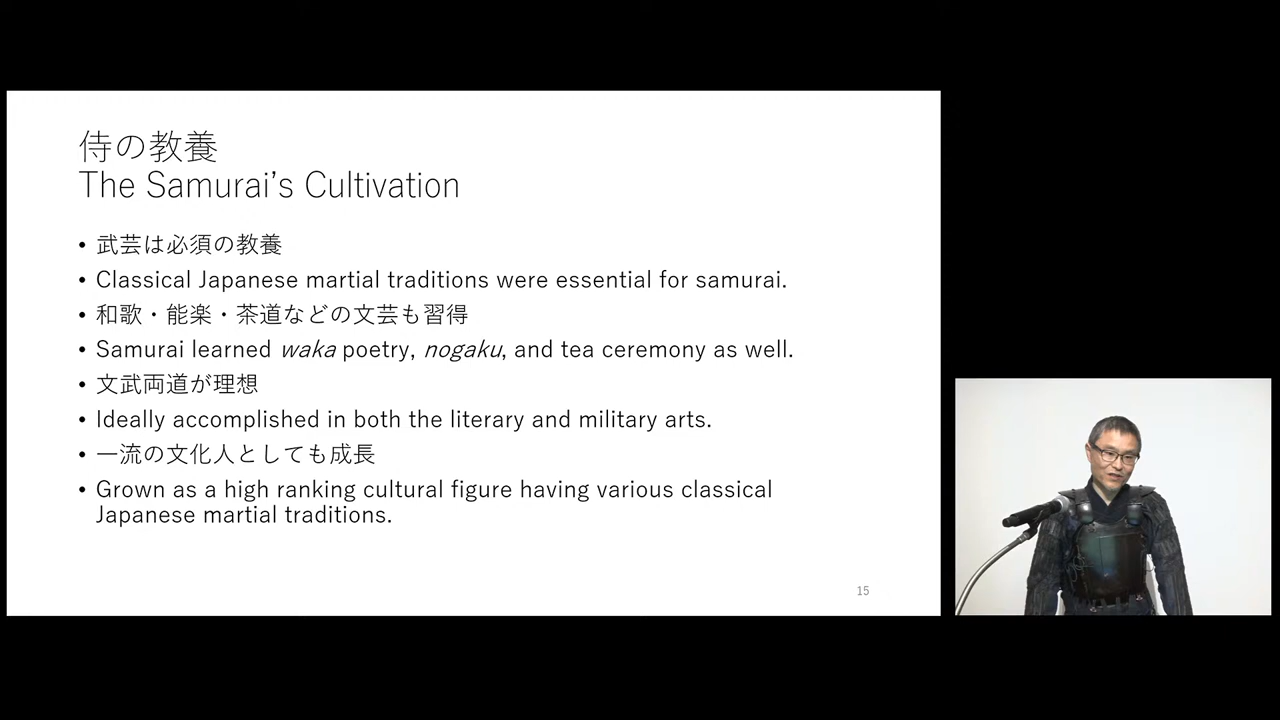 侍の教養
The Samurai’s Cultivation
• 武芸は必須の教養
• Classical Japanese martial traditions were essential for samurai.
• 和歌・能楽・茶道などの文芸も習得
• Samurai learned waka poetry, nogaku, and tea ceremony as well.
• 文武両道が理想
• Ideally accomplished in both the literary and military arts.
• 一流の文化人としても成長
• Grown as a high ranking cultural figure having various classical
Japanese martial traditions.
15